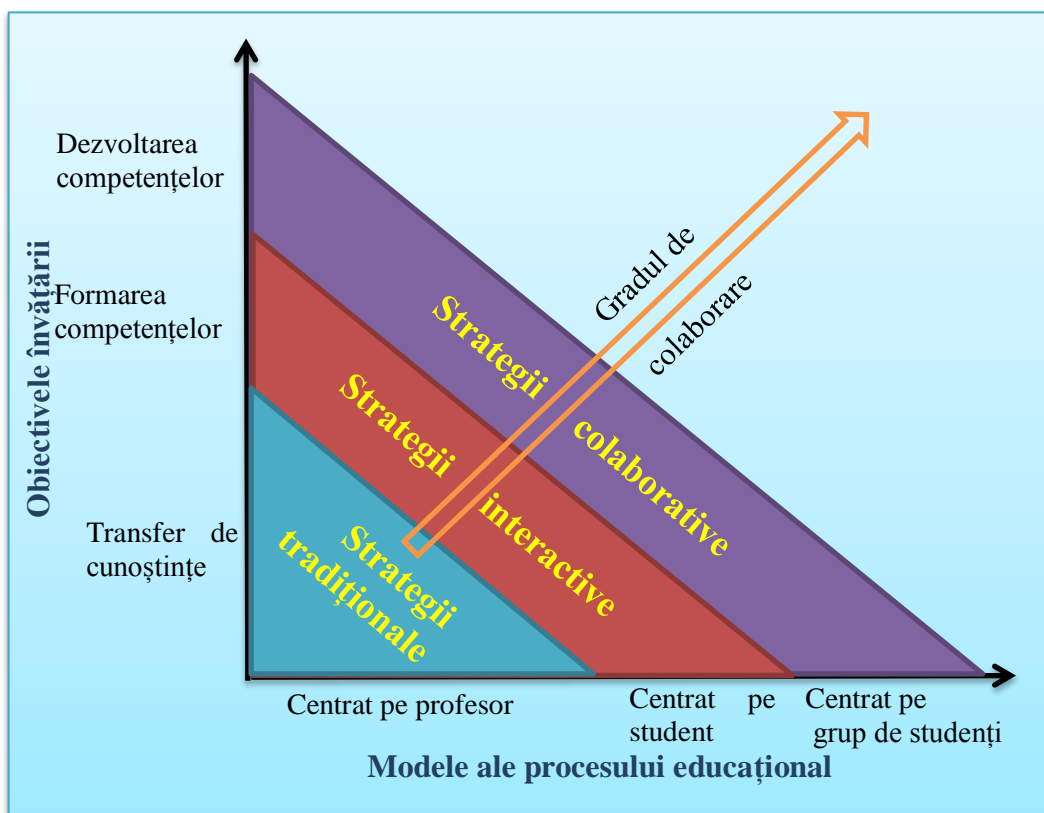 Dezvoltarea
competențelor
Formarea
competențelor
Transfer de
cunoștințe
Obiectivele învățării
Gradul de
colaborare
Strategii
colaborative
Strategii
interactive
Strategii
tradiționale
Centrat pe profesor
Centrat pe
student
Centrat pe
grup de studenți
Modele ale procesului educațional